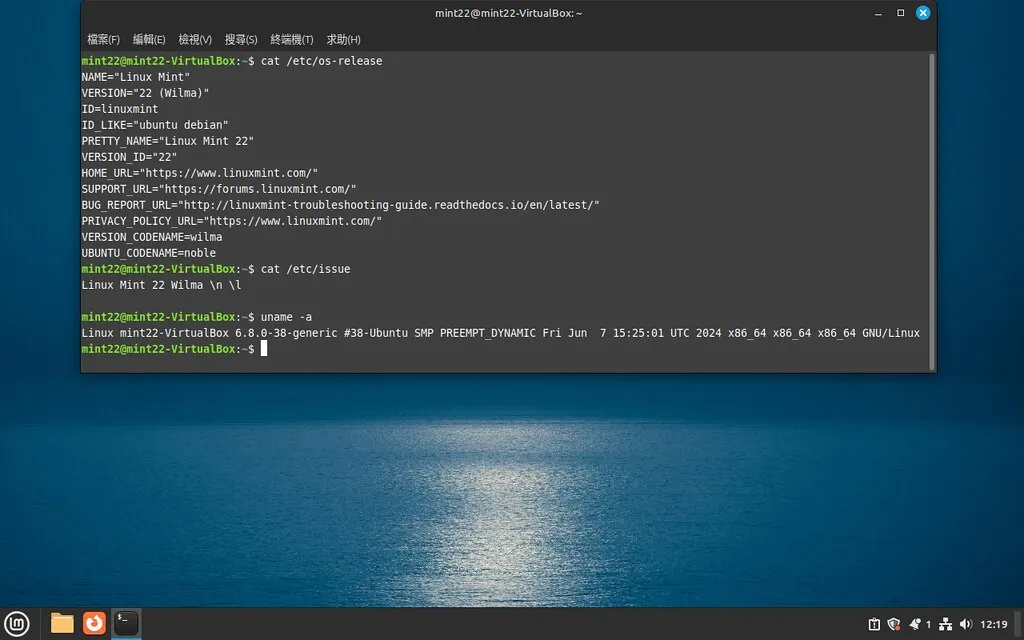 mint22@mint22-VirtualBox: ~
檔案(F) 編輯(E) 檢視(V) 搜尋(S) 終端機(T) 求助(H)
mint22@mint22-VirtualBox:~$ cat /etc/os-release
NAME="Linux Mint"
VERSION="22 (Wilma)"
ID=linuxmint
ID_LIKE="ubuntu debian"
PRETTY_NAME="Linux Mint 22"
VERSION_ID="22"
HOME_URL="https://www.linuxmint.com/"
SUPPORT_URL="https://forums.linuxmint.com/"
BUG_REPORT_URL="http://linuxmint-troubleshooting-guide.readthedocs.io/en/latest/"
PRIVACY_POLICY_URL="https://www.linuxmint.com/"
VERSION_CODENAME=wilma
UBUNTU_CODENAME=noble
mint22@mint22-VirtualBox:~$ cat /etc/issue
Linux Mint 22 Wilma \n \l
mint22@mint22-VirtualBox:~$ uname -a
Linux mint22-VirtualBox 6.8.0-38-generic #38-Ubuntu SMP PREEMPT_DYNAMIC Fri Jun  7 15:25:01 UTC 2024 x86_64 x86_64 x86_64 GNU/Linux
mint22@mint22-VirtualBox:~$
1 12:19